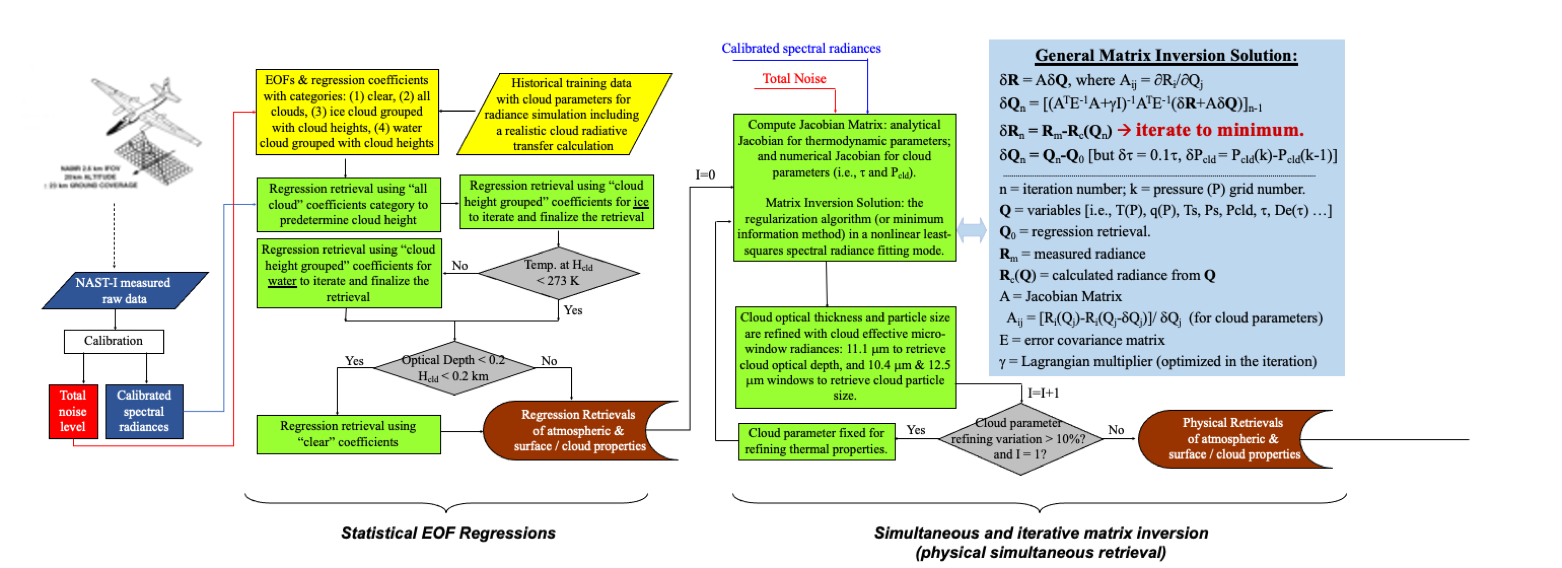 NAST-I 2.6 km IFOV
20 km ALTITUDE
23 km GROUND COVERAGE
NAST-I measured
raw data
Calibration
Total
noise
level
Calibrated
spectral
radiances
EOFs & regression coefficients
with categories: (1) clear, (2) all
clouds, (3) ice cloud grouped
with cloud heights, (4) water
cloud grouped with cloud heights
Historical training data
with cloud parameters for
radiance simulation including
a realistic cloud radiative
transfer calculation
Regression retrieval using “all
cloud” coefficients category to
predetermine cloud height
Regression retrieval using “cloud
height grouped” coefficients for ice
to iterate and finalize the retrieval
Regression retrieval using “cloud
height grouped” coefficients for
water to iterate and finalize the
retrieval
No
Temp. at Hcld
< 273 K
Yes
Yes
Optical Depth < 0.2
Hcld < 0.2 km
No
Regression retrieval using
“clear” coefficients
Regression Retrievals
of atmospheric &
surface / cloud properties
Statistical EOF Regressions
I=0
Calibrated spectral radiances
Total Noise
Compute Jacobian Matrix: analytical
Jacobian for thermodynamic parameters;
and numerical Jacobian for cloud
parameters (i.e., τ and Pcld).
Matrix Inversion Solution: the
regularization algorithm (or minimum
information method) in a nonlinear least-
squares spectral radiance fitting mode.
Cloud optical thickness and particle size
are refined with cloud effective micro-
window radiances: 11.1 μm to retrieve
cloud optical depth, and 10.4 μm & 12.5
μm windows to retrieve cloud particle
size.
I=I+1
Cloud parameter
refining variation > 10%?
and I = 1?
Yes
No
Cloud parameter fixed for
refining thermal properties.
Physical Retrievals
of atmospheric &
surface / cloud properties
General Matrix Inversion Solution:
δR = AδQ, where Aij = ∂Ri/∂Qj
δQn = [(AᵀE⁻¹A+γI)⁻¹AᵀE⁻¹(δR+AδQ)]n-1
δRn = Rm-Rc(Qn) → iterate to minimum.
δQn = Qn-Q0 [but δτ = 0.1τ, δPcld = Pcld(k)-Pcld(k-1)]
n = iteration number; k = pressure (P) grid number.
Q = variables [i.e., T(P), q(P), Ts, Ps, Pcld, τ, De(τ) …]
Q0 = regression retrieval.
Rm = measured radiance
Rc(Q) = calculated radiance from Q
A = Jacobian Matrix
Aij = [Ri(Qj)-Ri(Qj-δQj)]/ δQj (for cloud parameters)
E = error covariance matrix
γ = Lagrangian multiplier (optimized in the iteration)
Simultaneous and iterative matrix inversion
(physical simultaneous retrieval)